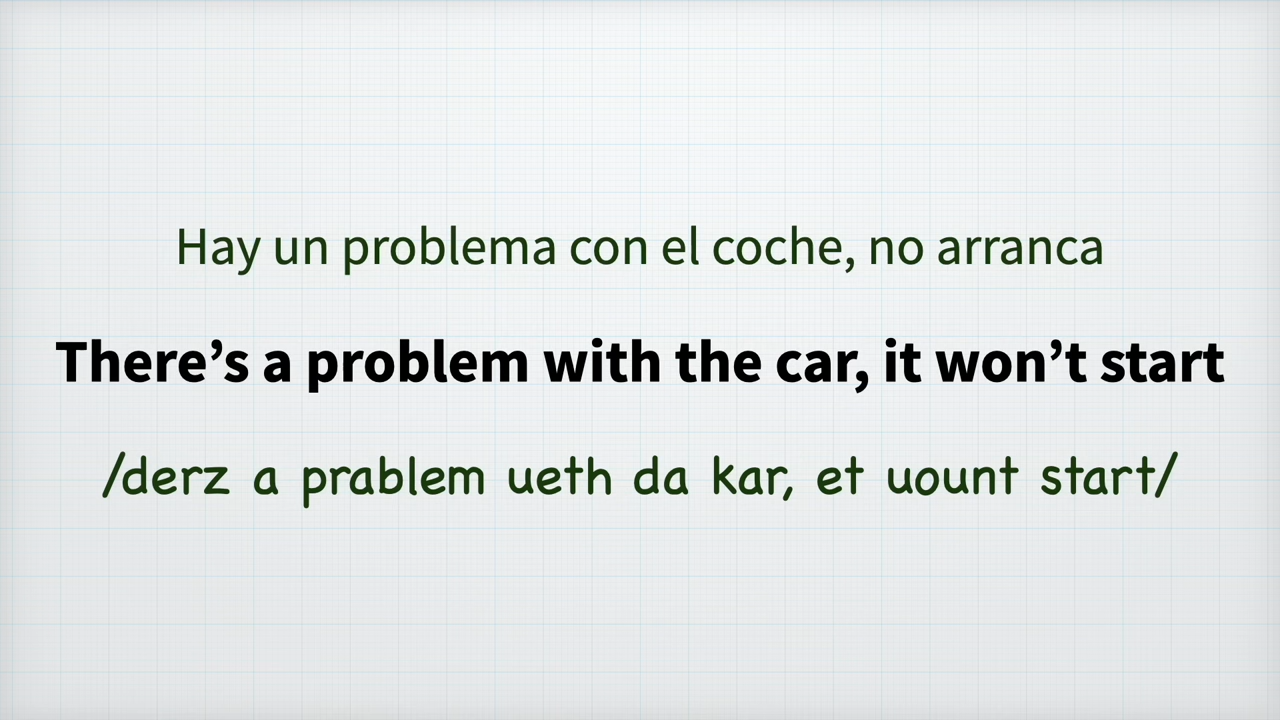 Hay un problema con el coche, no arranca
There’s a problem with the car, it won’t start
/derz a prablem ueth da kar, et uount start/